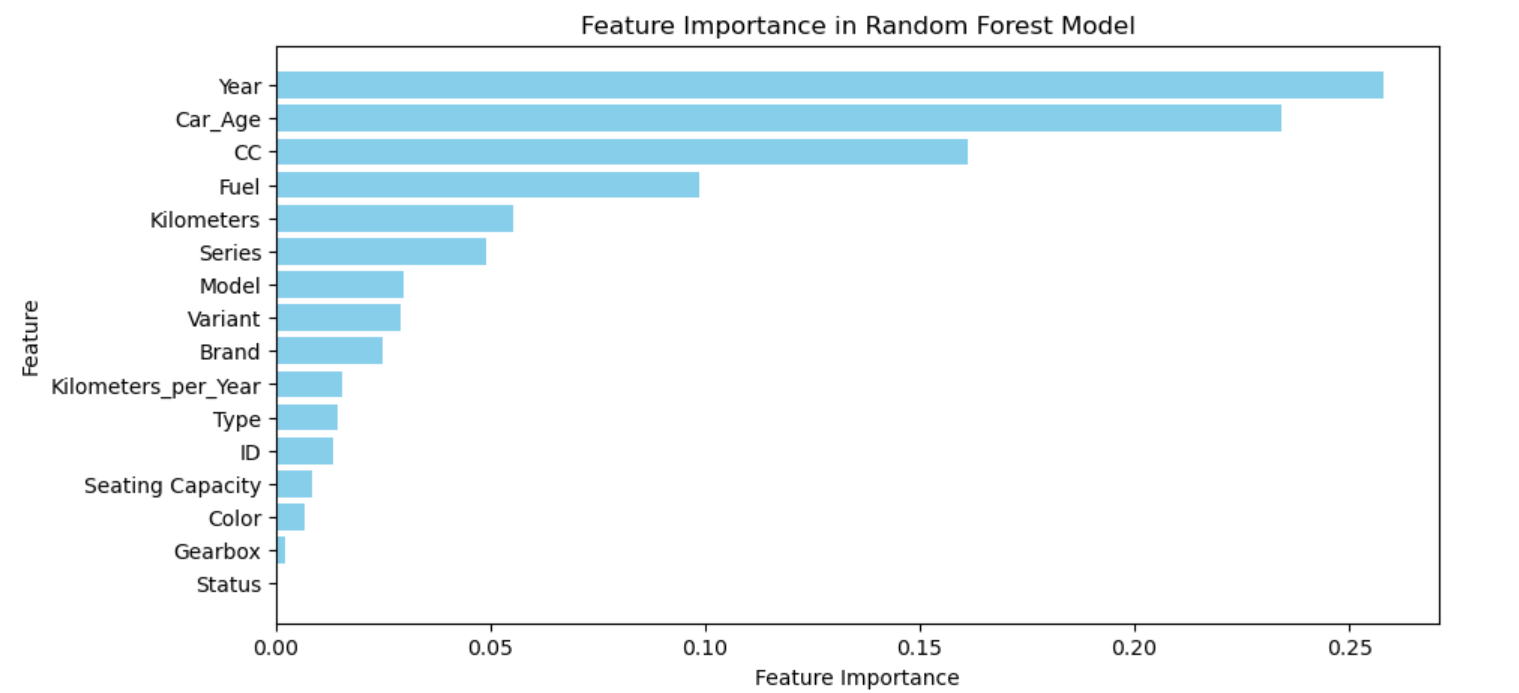 Feature Importance in Random Forest Model
Year
Car_Age
CC
Fuel
Kilometers
Series
Model
Variant
Brand
Kilometers_per_Year
Type
ID
Seating Capacity
Color
Gearbox
Status
Feature
0.00 0.05 0.10 0.15 0.20 0.25
Feature Importance